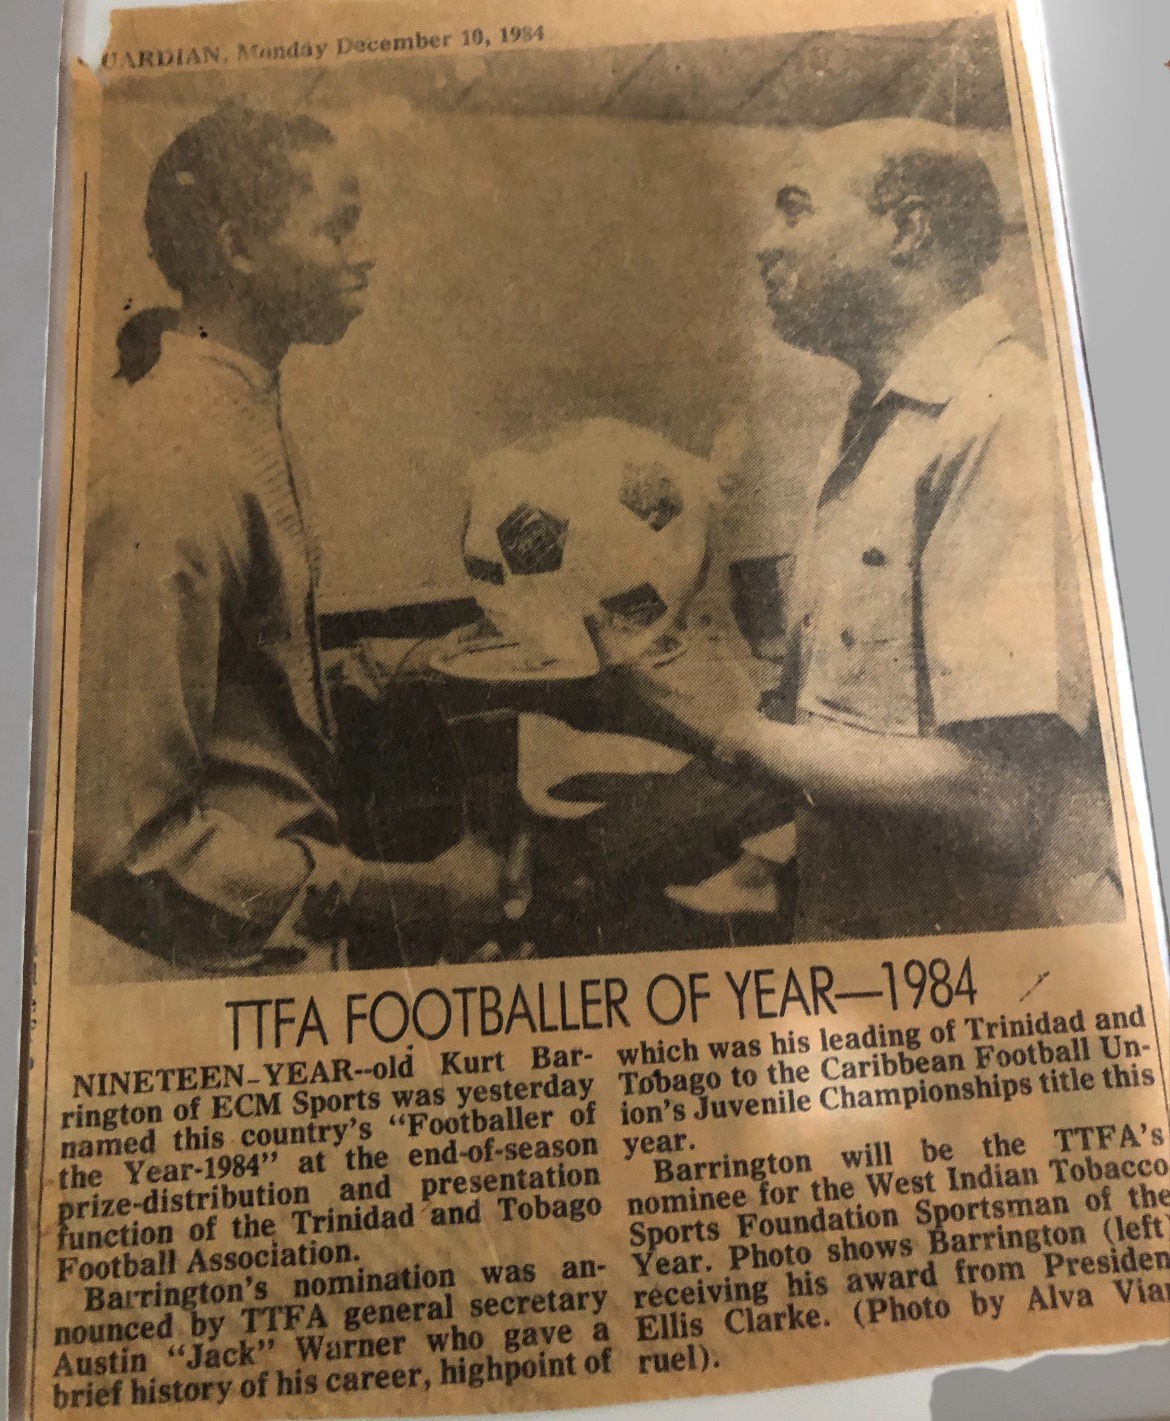 UARDIAN, Monday December 10, 1984
TTFA FOOTBALLER OF YEAR—1984
NINETEEN-YEAR--old Kurt Bar-
rington of ECM Sports was yesterday
named this country's "Footballer of
the Year-1984" at the end-of-season
prize-distribution and presentation
function of the Trinidad and Tobago
Football Association.
Barrington's nomination was an-
nounced by TTFA general secretary
Austin "Jack" Warner who gave a
brief history of his career, highpoint of
which was his leading of Trinidad and
Tobago to the Caribbean Football Un-
ion's Juvenile Championships title this
year.
Barrington will be the TTFA's
nominee for the West Indian Tobacco
Sports Foundation Sportsman of the
Year. Photo shows Barrington (left)
receiving his award from Presiden
Ellis Clarke. (Photo by Alva Viar
ruel).